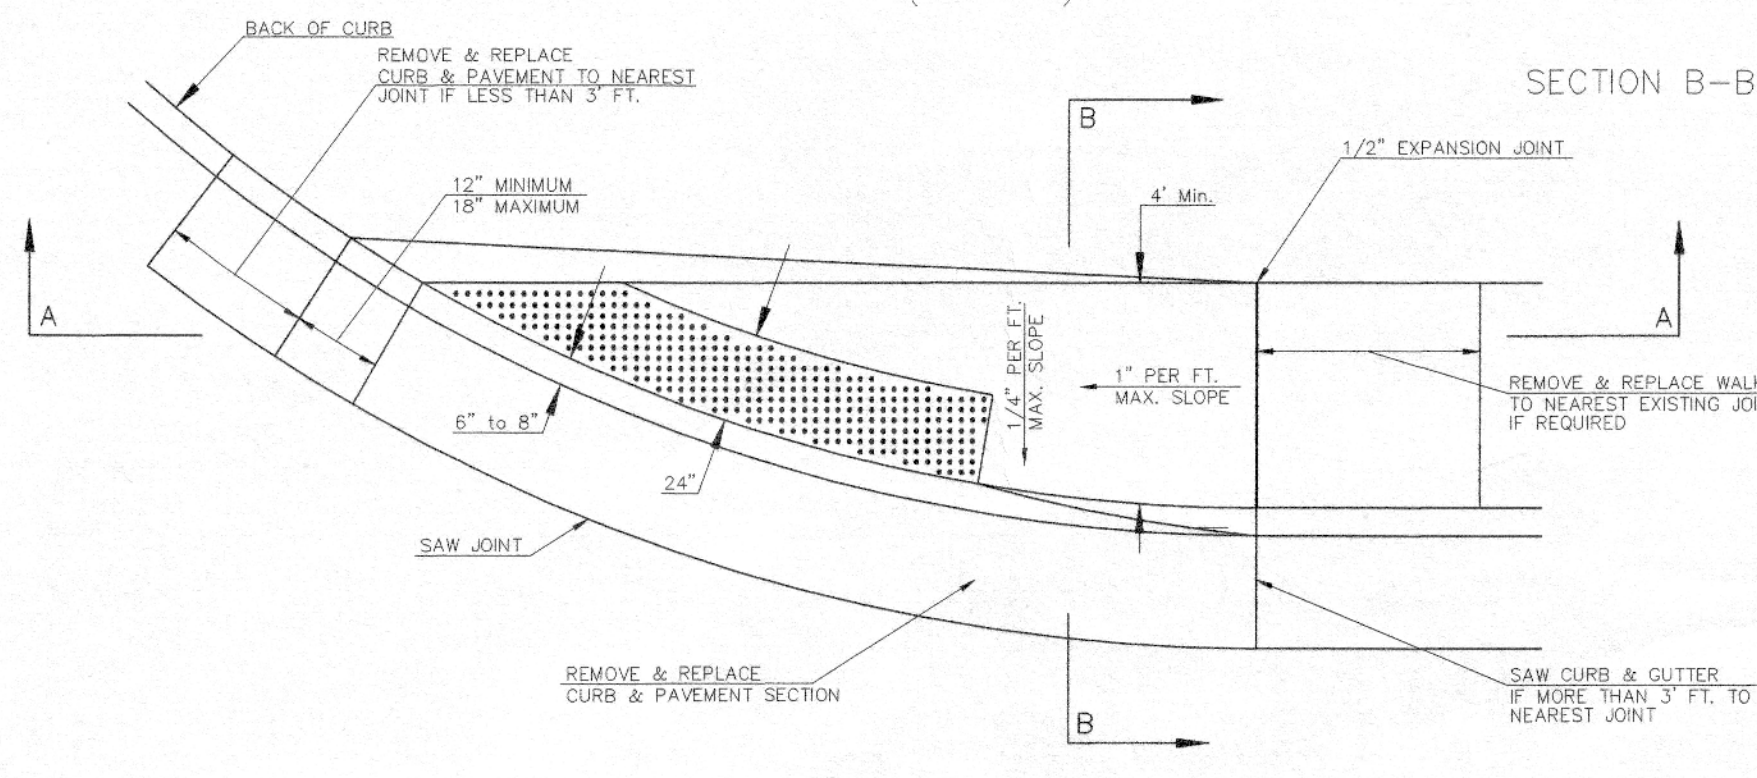 BACK OF CURB
REMOVE & REPLACE
CURB & PAVEMENT TO NEAREST
JOINT IF LESS THAN 3' FT.
SECTION B-B
B
1/2" EXPANSION JOINT
12" MINIMUM
18" MAXIMUM
4' Min.
A
A
1/4" PER FT.
MAX. SLOPE
1" PER FT.
MAX. SLOPE
REMOVE & REPLACE WALK
TO NEAREST EXISTING JOI
IF REQUIRED
6" to 8"
24"
SAW JOINT
REMOVE & REPLACE
CURB & PAVEMENT SECTION
SAW CURB & GUTTER
IF MORE THAN 3' FT. TO
NEAREST JOINT
B